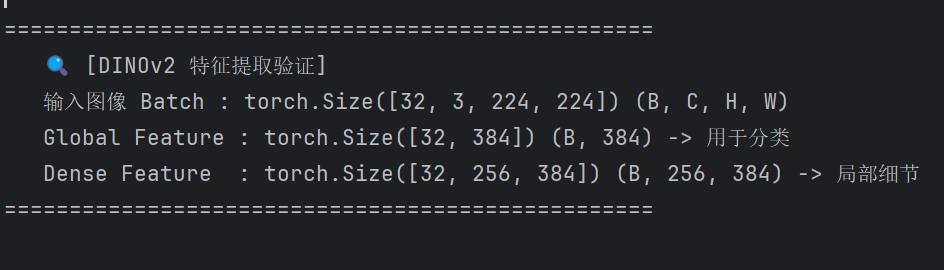 ==================================================
🔍 [DINOv2 特征提取验证]
输入图像 Batch : torch.Size([32, 3, 224, 224]) (B, C, H, W)
Global Feature : torch.Size([32, 384]) (B, 384) -> 用于分类
Dense Feature  : torch.Size([32, 256, 384]) (B, 256, 384) -> 局部细节
==================================================